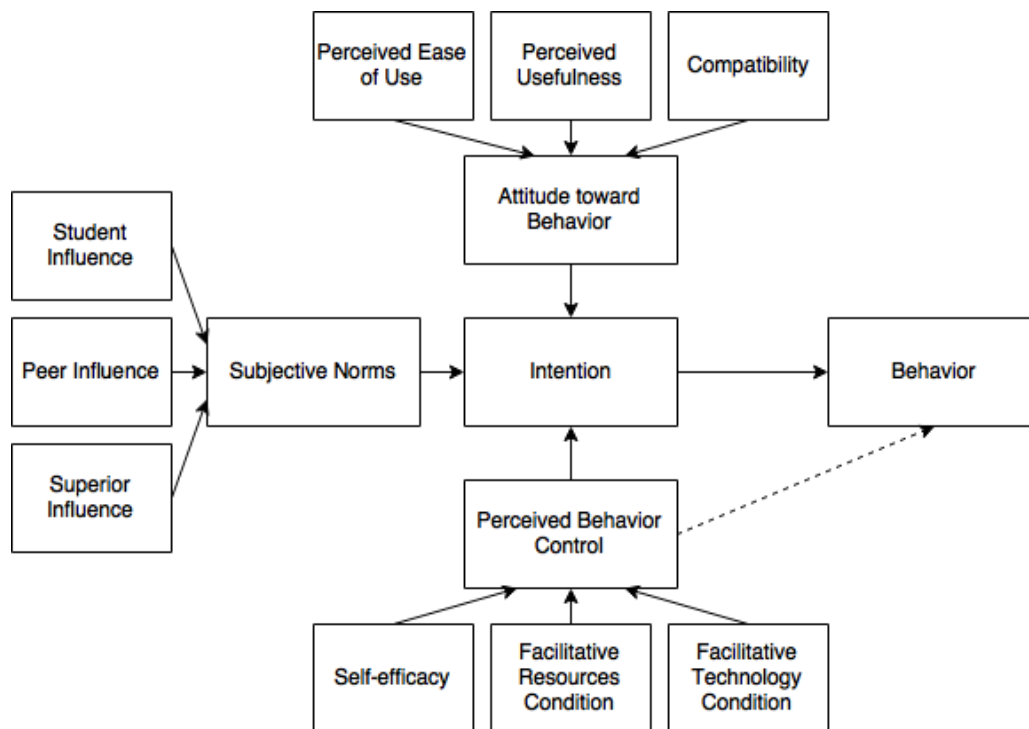 Perceived Ease
of Use
Perceived
Usefulness
Compatibility
Attitude toward
Behavior
Student
Influence
Peer Influence
Subjective Norms
Intention
Behavior
Superior
Influence
Perceived Behavior
Control
Self-efficacy
Facilitative
Resources
Condition
Facilitative
Technology
Condition